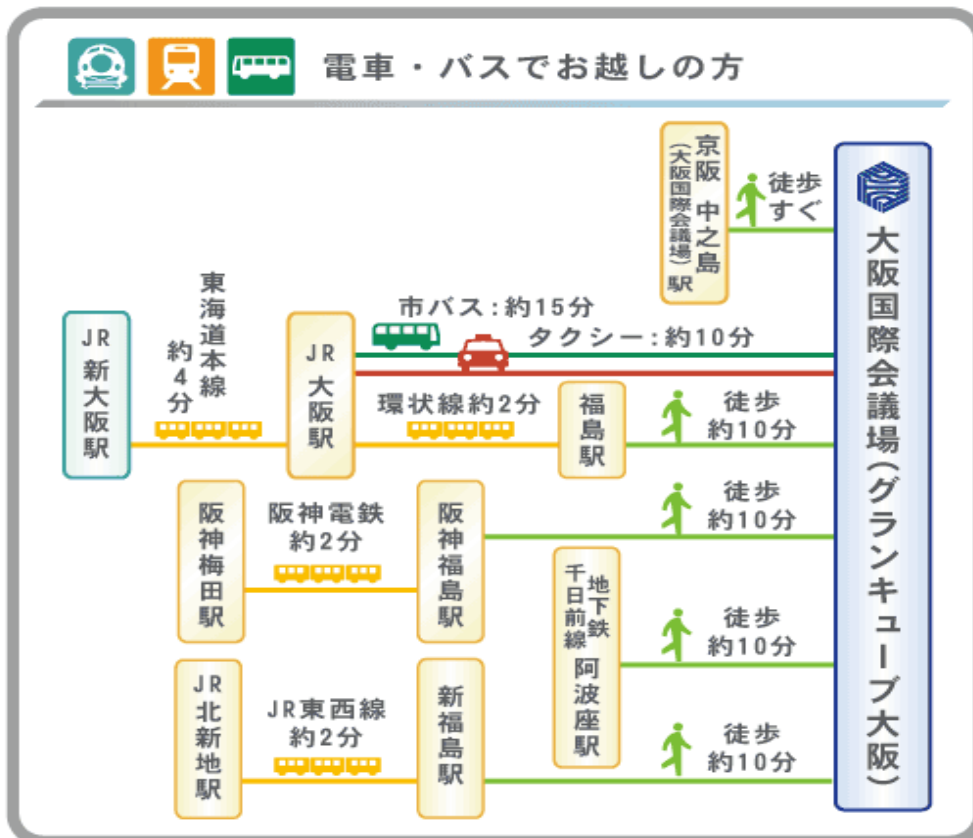 電車・バスでお越しの方
京阪 中之島
(大阪国際会議場)駅
徒歩
すぐ
大阪国際会議場(グランキューブ大阪)
JR 新大阪駅
東海道本線
約4分
JR 大阪駅
市バス:約15分
タクシー:約10分
環状線約2分
福島駅
徒歩
約10分
阪神梅田駅
阪神電鉄
約2分
阪神福島駅
徒歩
約10分
地下鉄
千日前線
阿波座駅
徒歩
約10分
JR 北新地駅
JR東西線
約2分
新福島駅
徒歩
約10分